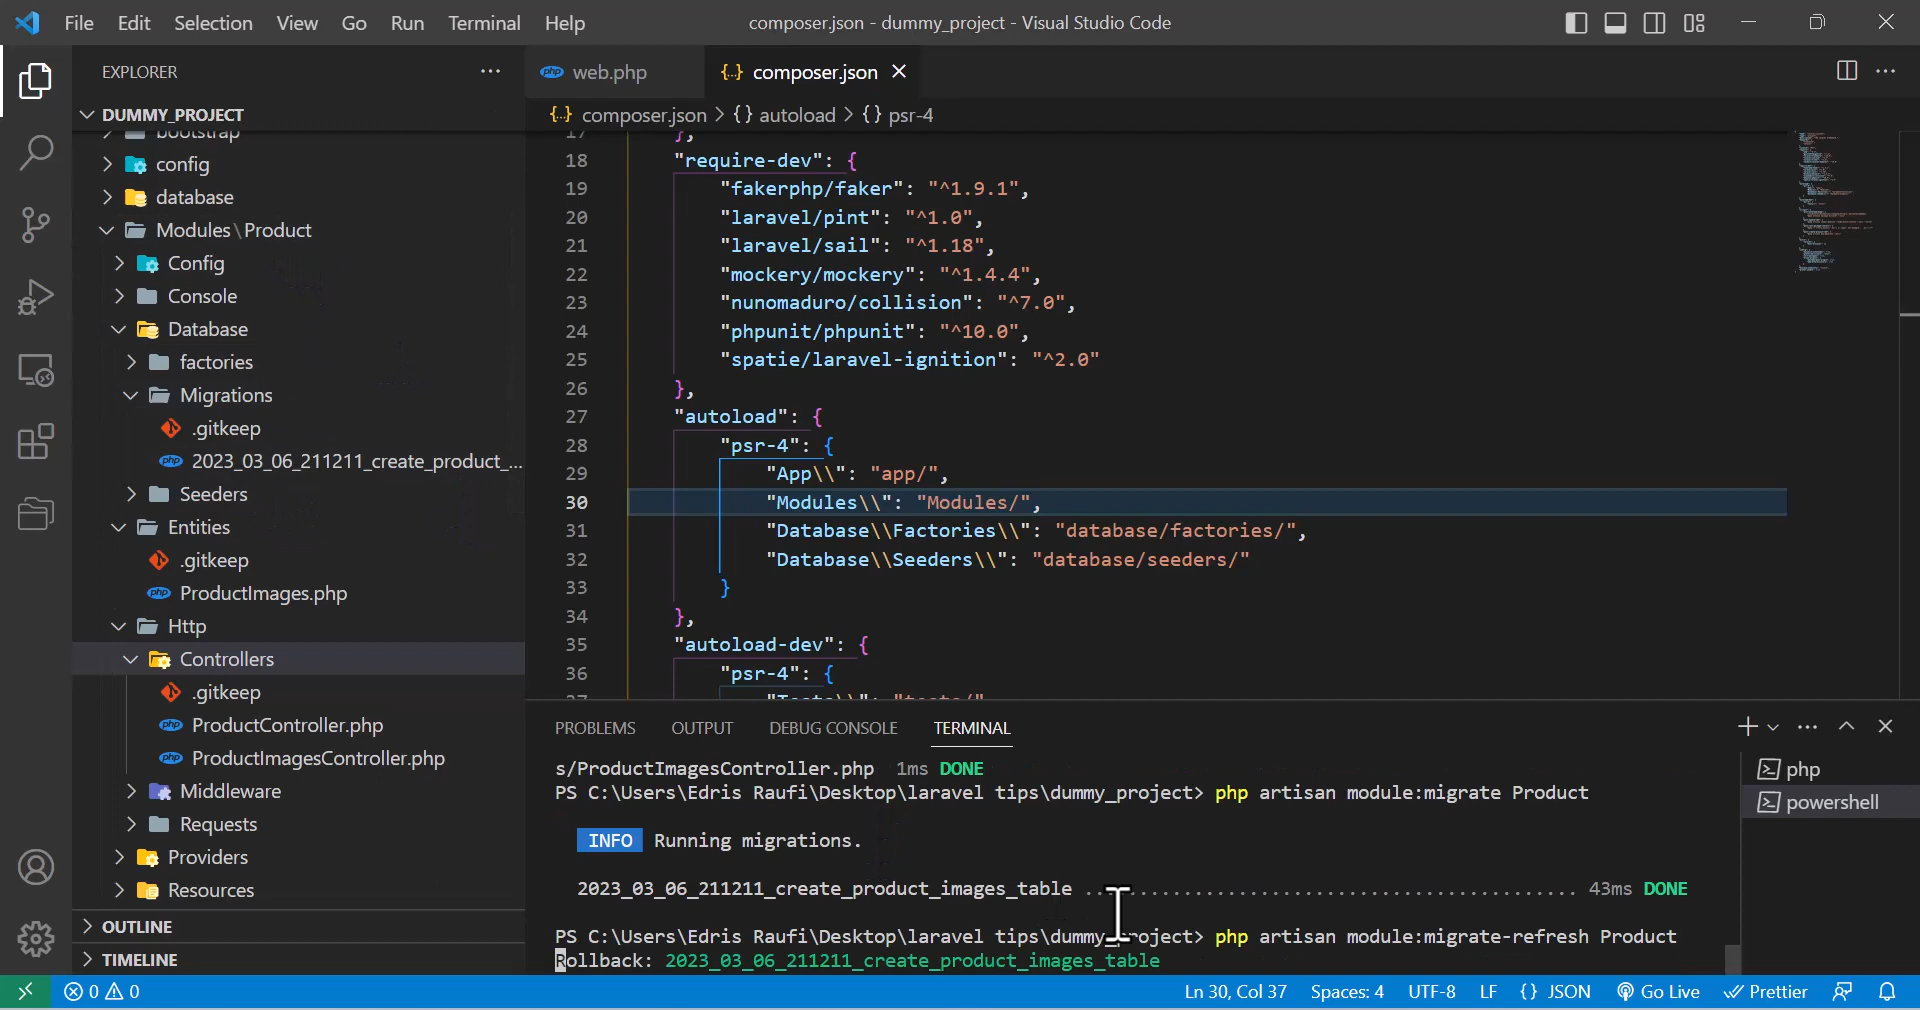 File Edit Selection View Go Run Terminal Help
composer.json - dummy_project - Visual Studio Code
EXPLORER
DUMMY_PROJECT
bootstrap
config
database
Modules\Product
Config
Console
Database
factories
Migrations
.gitkeep
2023_03_06_211211_create_product_...
Seeders
Entities
.gitkeep
ProductImages.php
Http
Controllers
.gitkeep
ProductController.php
ProductImagesController.php
Middleware
Requests
Providers
Resources
OUTLINE
TIMELINE
web.php
composer.json
{..} composer.json > {} autoload > {} psr-4
17 },
18 "require-dev": {
19 "fakerphp/faker": "^1.9.1",
20 "laravel/pint": "^1.0",
21 "laravel/sail": "^1.18",
22 "mockery/mockery": "^1.4.4",
23 "nunomaduro/collision": "^7.0",
24 "phpunit/phpunit": "^10.0",
25 "spatie/laravel-ignition": "^2.0"
26 },
27 "autoload": {
28 "psr-4": {
29 "App\\": "app/",
30 "Modules\\": "Modules/",
31 "Database\\Factories\\": "database/factories/",
32 "Database\\Seeders\\": "database/seeders/"
33 }
34 },
35 "autoload-dev": {
36 "psr-4": {
37 "Tests\\": "tests/"
PROBLEMS OUTPUT DEBUG CONSOLE TERMINAL
s/ProductImagesController.php 1ms DONE
PS C:\Users\Edris Raufi\Desktop\laravel tips\dummy_project> php artisan module:migrate Product
INFO Running migrations.
2023_03_06_211211_create_product_images_table ............................................ 43ms DONE
PS C:\Users\Edris Raufi\Desktop\laravel tips\dummy_project> php artisan module:migrate-refresh Product
Rollback: 2023_03_06_211211_create_product_images_table
php
powershell
0 0
Ln 30, Col 37 Spaces: 4 UTF-8 LF {} JSON Go Live Prettier